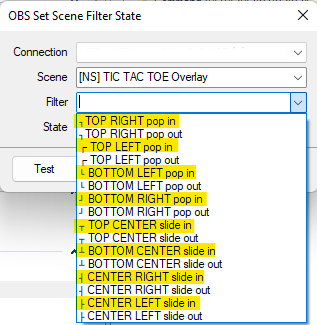 OBS Set Scene Filter State
Connection
Scene [NS] TIC TAC TOE Overlay
Filter
State
Test
┐TOP RIGHT pop in
┐TOP RIGHT pop out
┌ TOP LEFT pop in
┌ TOP LEFT pop out
└ BOTTOM LEFT pop in
└ BOTTOM LEFT pop out
┘ BOTTOM RIGHT pop in
┘ BOTTOM RIGHT pop out
┬ TOP CENTER slide in
┬ TOP CENTER slide out
┴ BOTTOM CENTER slide in
┴ BOTTOM CENTER slide out
┤ CENTER RIGHT slide in
┤ CENTER RIGHT slide out
├ CENTER LEFT slide in
├ CENTER LEFT slide out